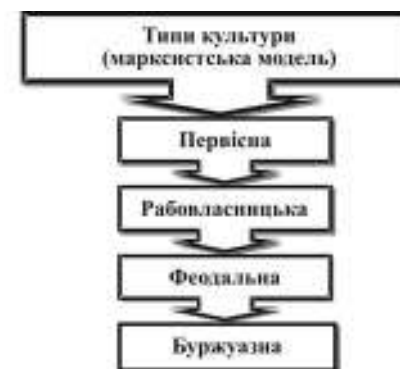 Типи культури
(марксистська модель)
Первісна
Рабовласницька
Феодальна
Буржуазна